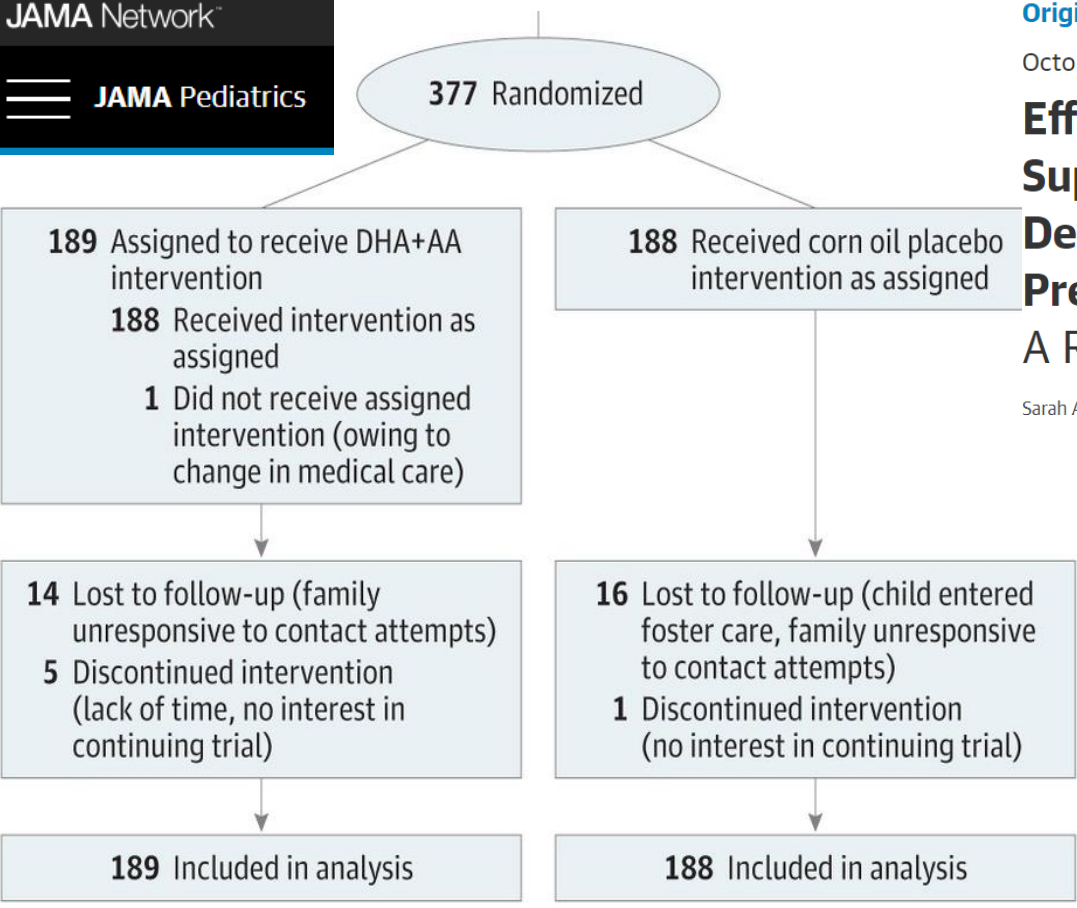 JAMA Network
JAMA Pediatrics
377 Randomized
189 Assigned to receive DHA+AA
intervention
188 Received intervention as
assigned
1 Did not receive assigned
intervention (owing to
change in medical care)
188 Received corn oil placebo
intervention as assigned
14 Lost to follow-up (family
unresponsive to contact attempts)
5 Discontinued intervention
(lack of time, no interest in
continuing trial)
16 Lost to follow-up (child entered
foster care, family unresponsive
to contact attempts)
1 Discontinued intervention
(no interest in continuing trial)
189 Included in analysis
188 Included in analysis
Origi
Octo
Eff
Su
De
Pre
A R
Sarah A